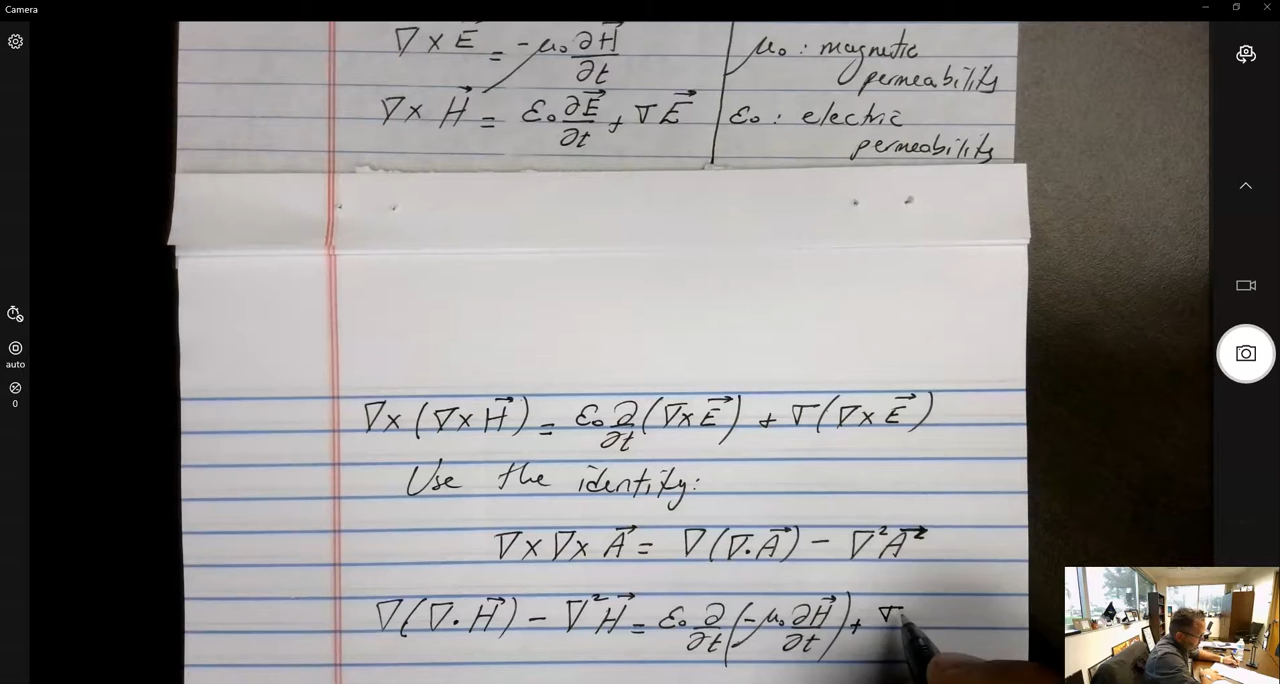 Camera
∇ × E⃗ = -μ₀ ∂H⃗/∂t
μ₀ : magnetic
permeability
∇ × H⃗ = ε₀ ∂E⃗/∂t + σE⃗
ε₀ : electric
permeability
auto
0
∇ × (∇ × H⃗) = ε₀ ∂/∂t (∇ × E⃗) + σ(∇ × E⃗)
Use the identity:
∇ × ∇ × A⃗ = ∇(∇·A⃗) - ∇²A⃗²
∇(∇·H⃗) - ∇²H⃗ = ε₀ ∂/∂t (-μ₀ ∂H⃗/∂t) + σ